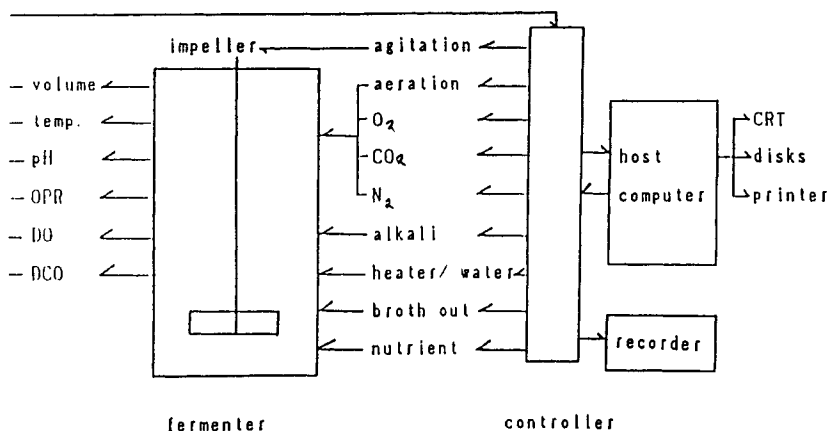 impeller agitation
volume aeration
temp. O2 CRT
pH CO2 host disks
OPR N2 computer printer
DO alkali
DCO heater/ water
broth out
nutrient recorder
fermenter controller